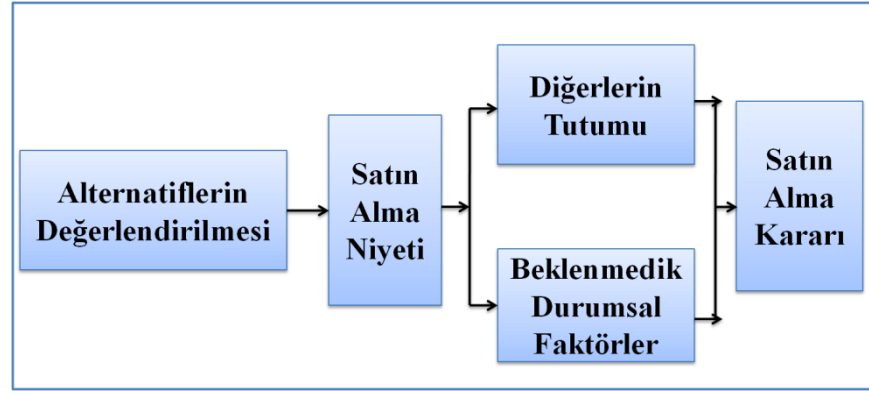 Alternatiflerin
Değerlendirilmesi
Satın
Alma
Niyeti
Diğerlerin
Tutumu
Beklenmedik
Durumsal
Faktörler
Satın
Alma
Kararı